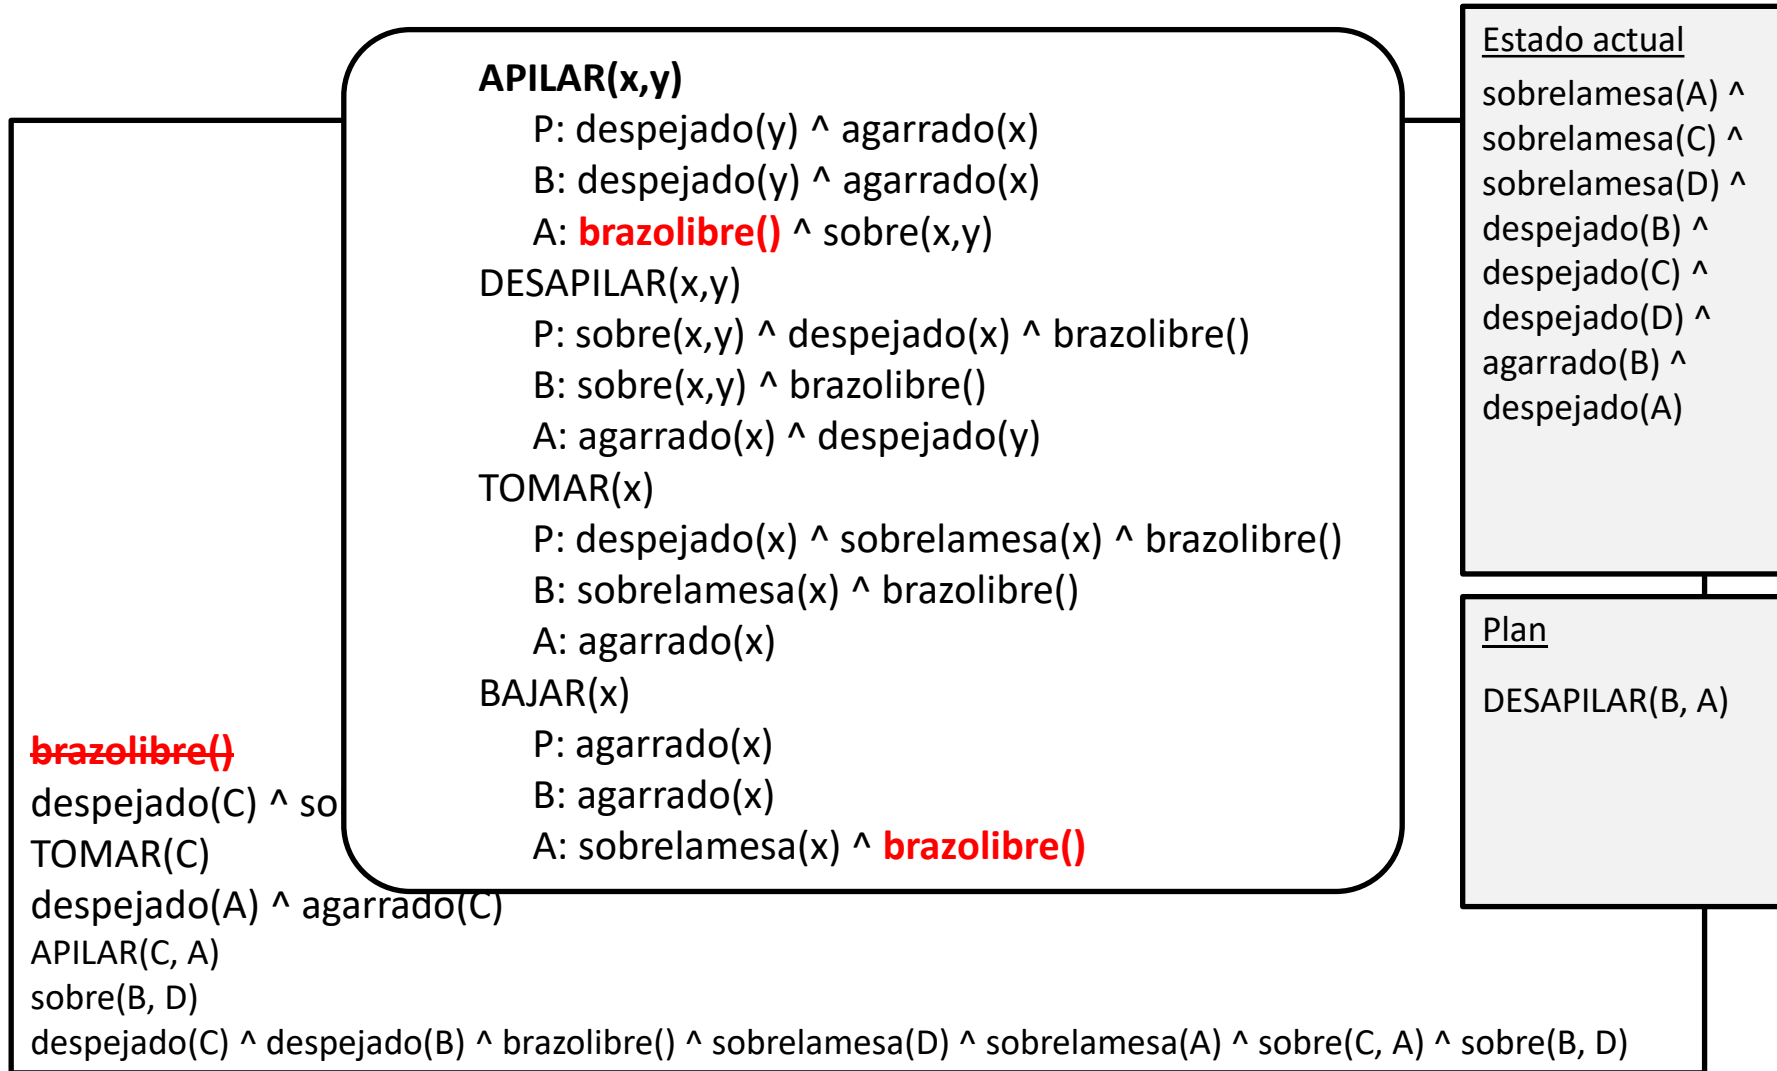 APILAR(x,y)
P: despejado(y) ^ agarrado(x)
B: despejado(y) ^ agarrado(x)
A: brazolibre() ^ sobre(x,y)
DESAPILAR(x,y)
P: sobre(x,y) ^ despejado(x) ^ brazolibre()
B: sobre(x,y) ^ brazolibre()
A: agarrado(x) ^ despejado(y)
TOMAR(x)
P: despejado(x) ^ sobrelamesa(x) ^ brazolibre()
B: sobrelamesa(x) ^ brazolibre()
A: agarrado(x)
BAJAR(x)
P: agarrado(x)
B: agarrado(x)
A: sobrelamesa(x) ^ brazolibre()
Estado actual
sobrelamesa(A) ^
sobrelamesa(C) ^
sobrelamesa(D) ^
despejado(B) ^
despejado(C) ^
despejado(D) ^
agarrado(B) ^
despejado(A)
Plan
DESAPILAR(B, A)
brazolibre()
despejado(C) ^ so
TOMAR(C)
despejado(A) ^ agarrado(C)
APILAR(C, A)
sobre(B, D)
despejado(C) ^ despejado(B) ^ brazolibre() ^ sobrelamesa(D) ^ sobrelamesa(A) ^ sobre(C, A) ^ sobre(B, D)